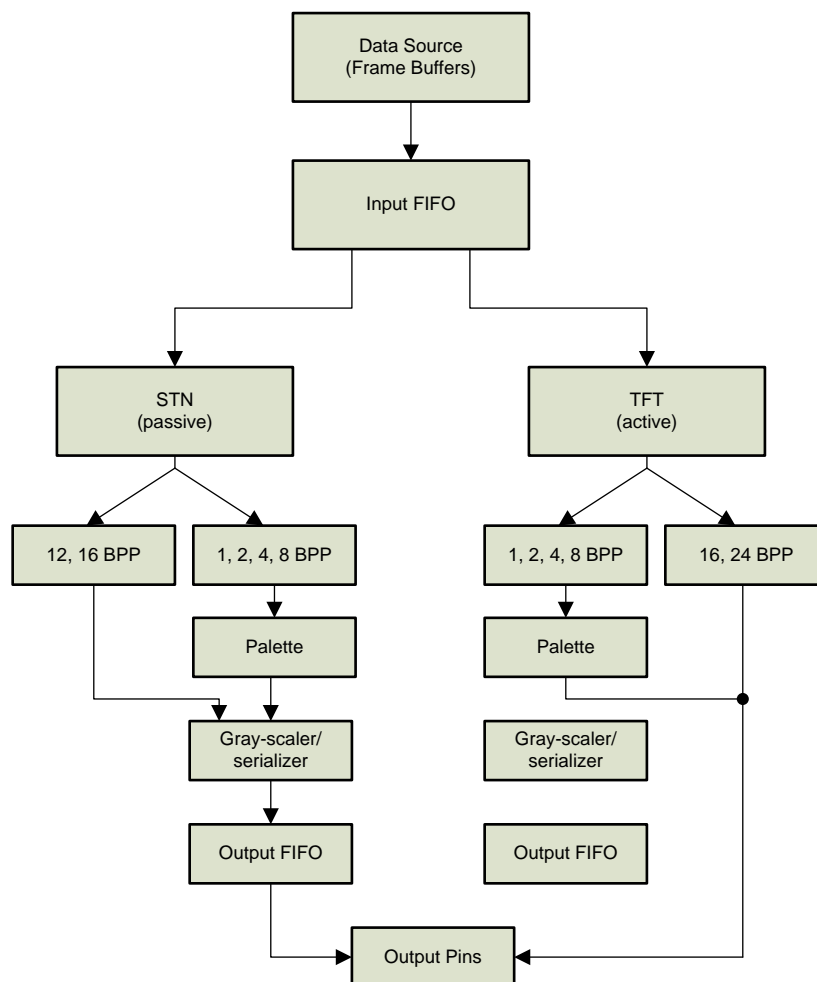 Data Source
(Frame Buffers)
Input FIFO
STN
(passive)
TFT
(active)
12, 16 BPP
1, 2, 4, 8 BPP
1, 2, 4, 8 BPP
16, 24 BPP
Palette
Palette
Gray-scaler/
serializer
Gray-scaler/
serializer
Output FIFO
Output FIFO
Output Pins